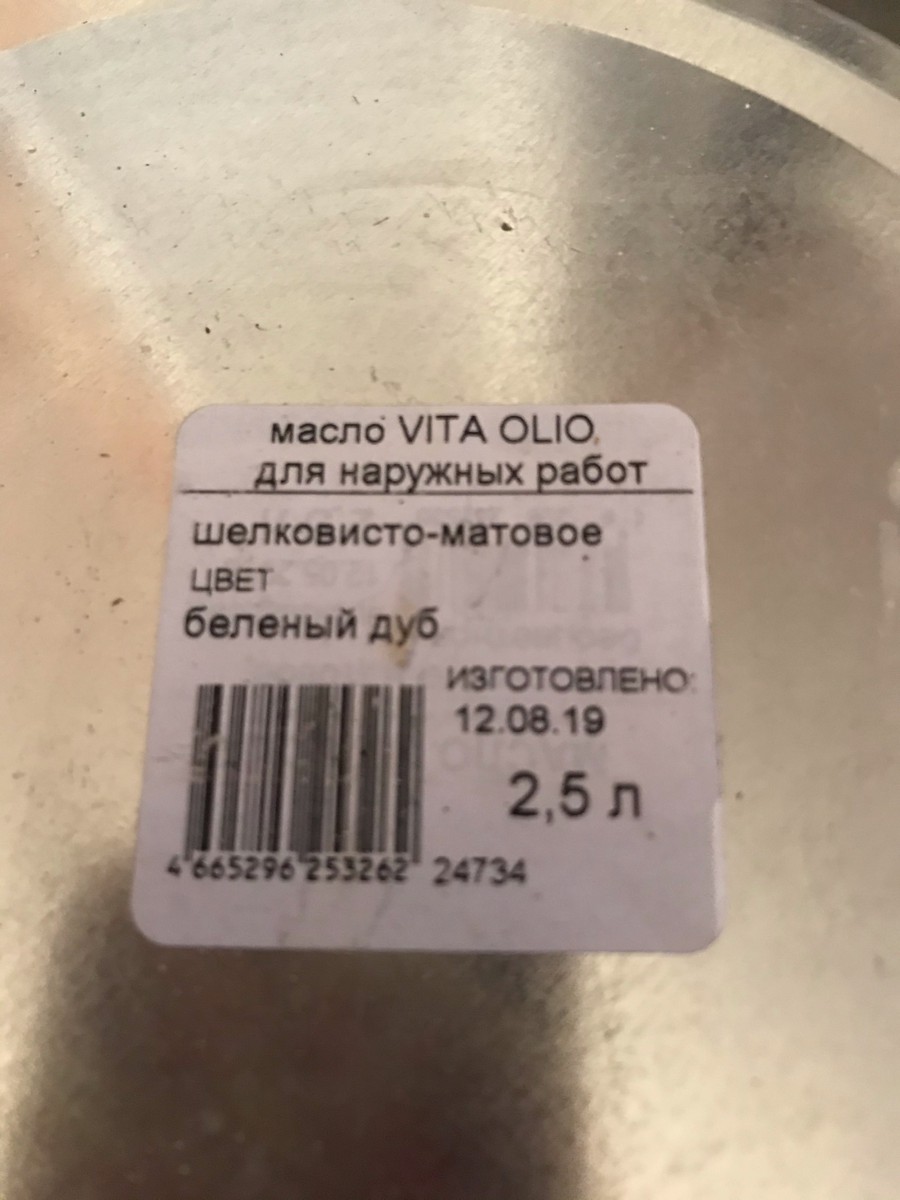 масло VITA OLIO
для наружных работ
шелковисто-матовое
ЦВЕТ
беленый дуб
ИЗГОТОВЛЕНО:
12.08.19
2,5 л
4 665296 253262 24734